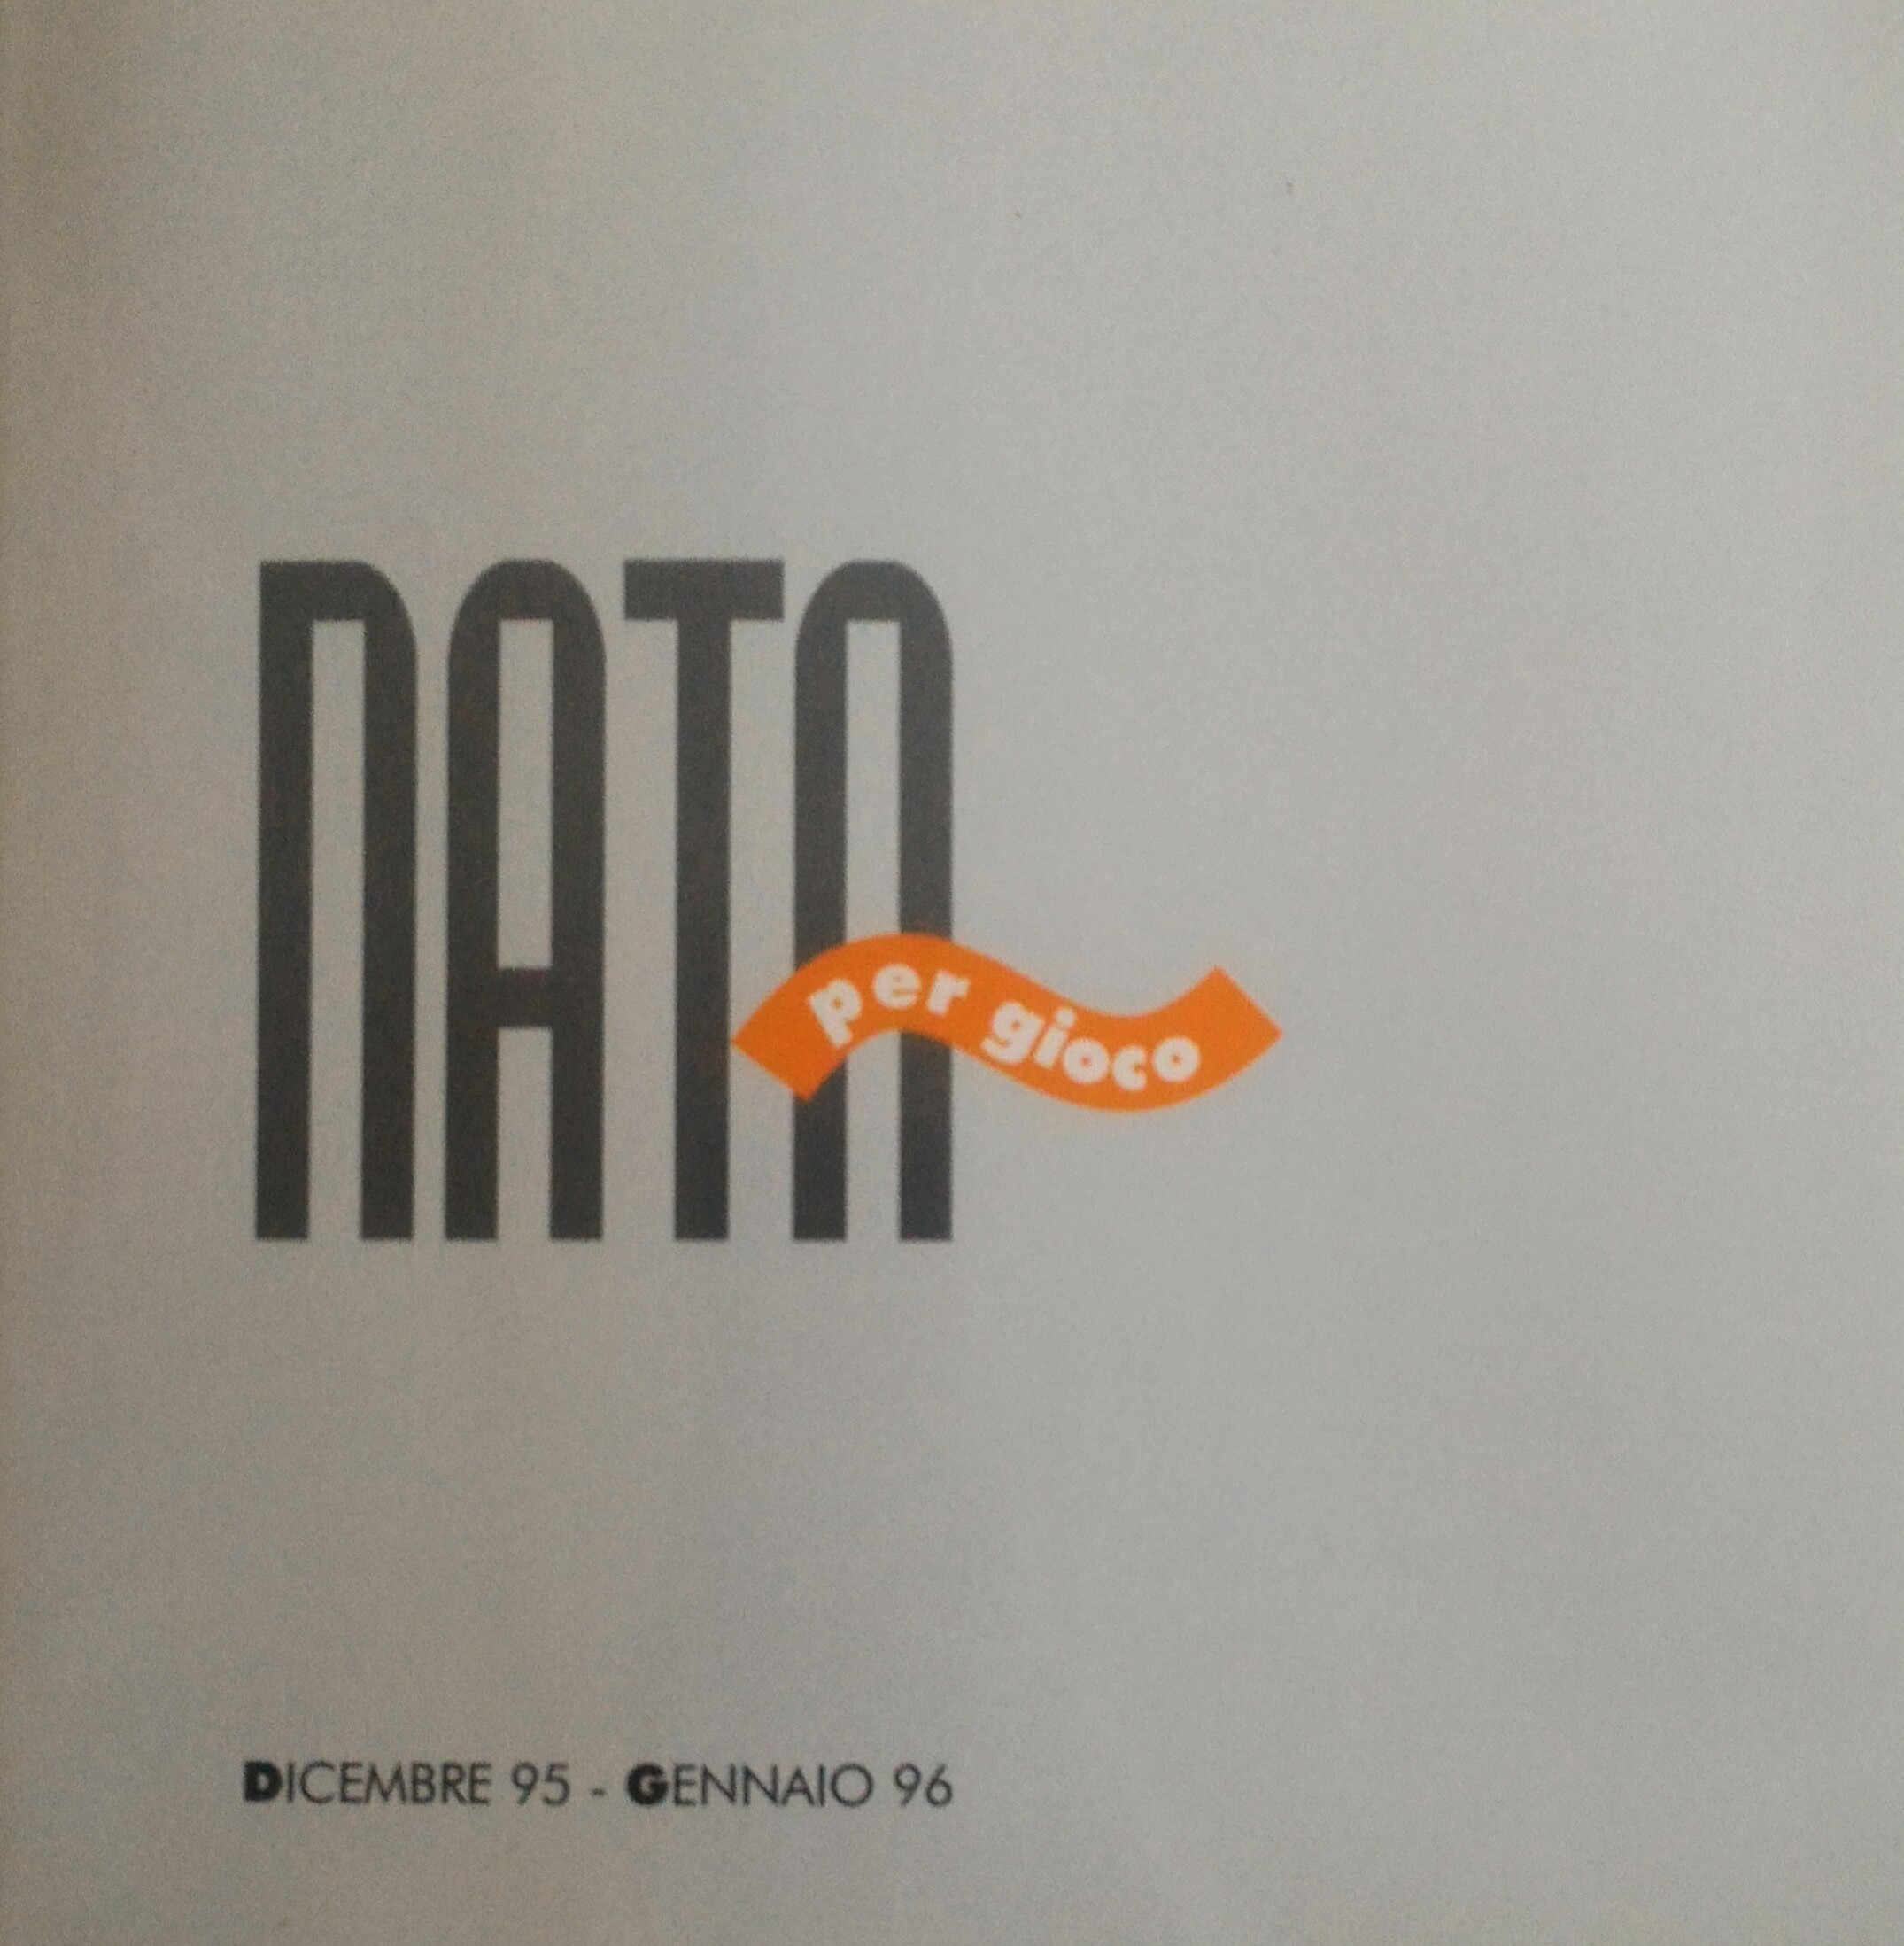 NATA
per gioco
DICEMBRE 95 - GENNAIO 96